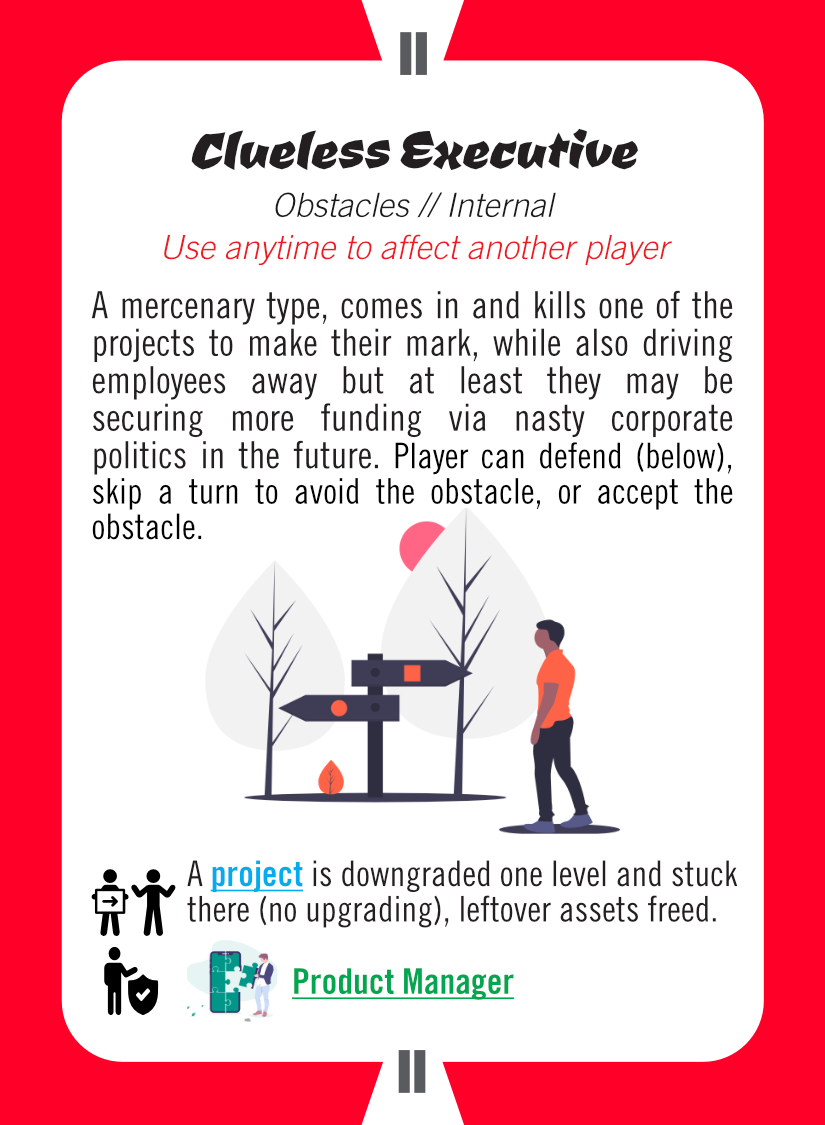 II
Clueless Executive
Obstacles // Internal
Use anytime to affect another player
A mercenary type, comes in and kills one of the
projects to make their mark, while also driving
employees away but at least they may be
securing more funding via nasty corporate
politics in the future. Player can defend (below),
skip a turn to avoid the obstacle, or accept the
obstacle.
A project is downgraded one level and stuck
there (no upgrading), leftover assets freed.
Product Manager
II